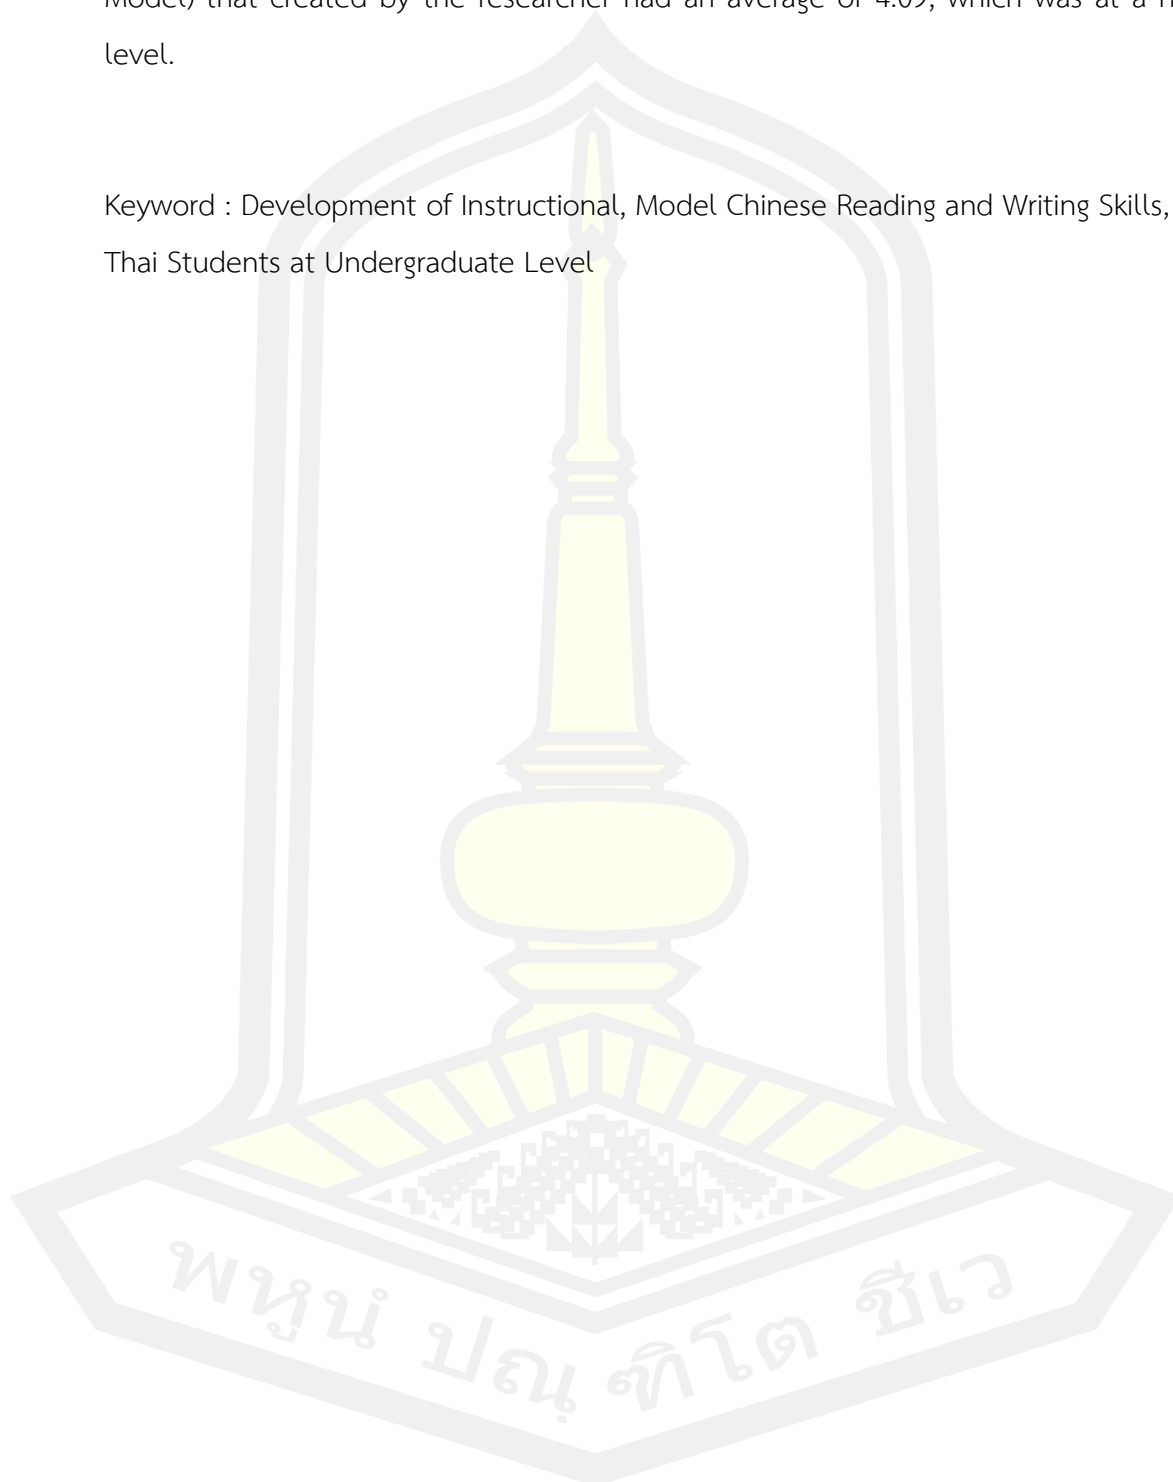 Model) that created by the researcher had an average of 4.09, which was at a
level.
Keyword : Development of Instructional, Model Chinese Reading and Writing Skills,
Thai Students at Undergraduate Level
พหูนํ ปณฺฑิโต ชีเว